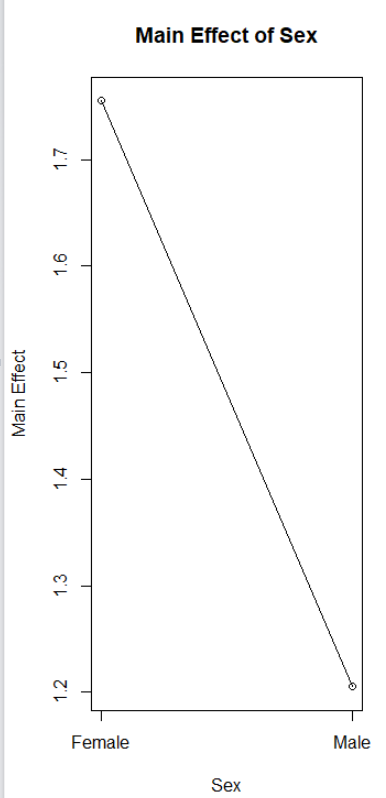 Main Effect of Sex
Main Effect
1.7
1.6
1.5
1.4
1.3
1.2
Female
Male
Sex